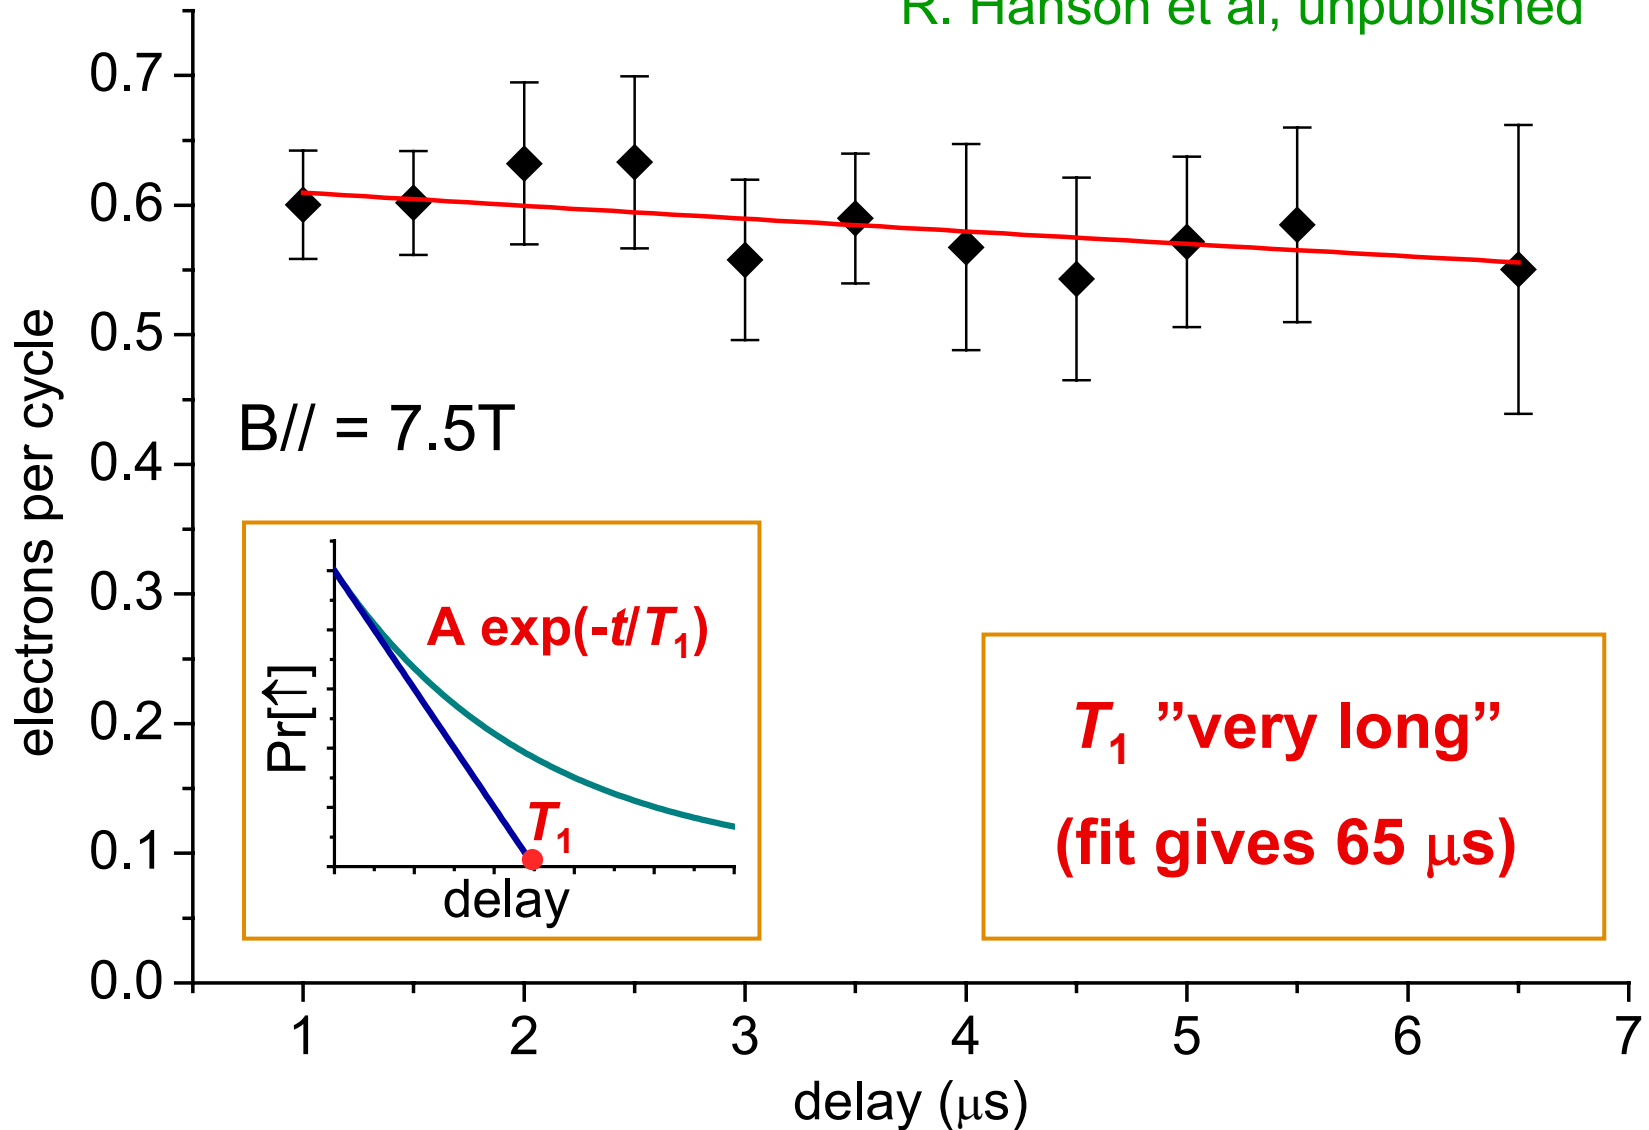 R. Hanson et al, unpublished
0.7
0.6
0.5
0.4
0.3
0.2
0.1
0.0
electrons per cycle
B// = 7.5T
A exp(-t/T₁)
Pr[↑]
T₁
delay
T₁ ”very long”
(fit gives 65 μs)
1 2 3 4 5 6 7
delay (μs)